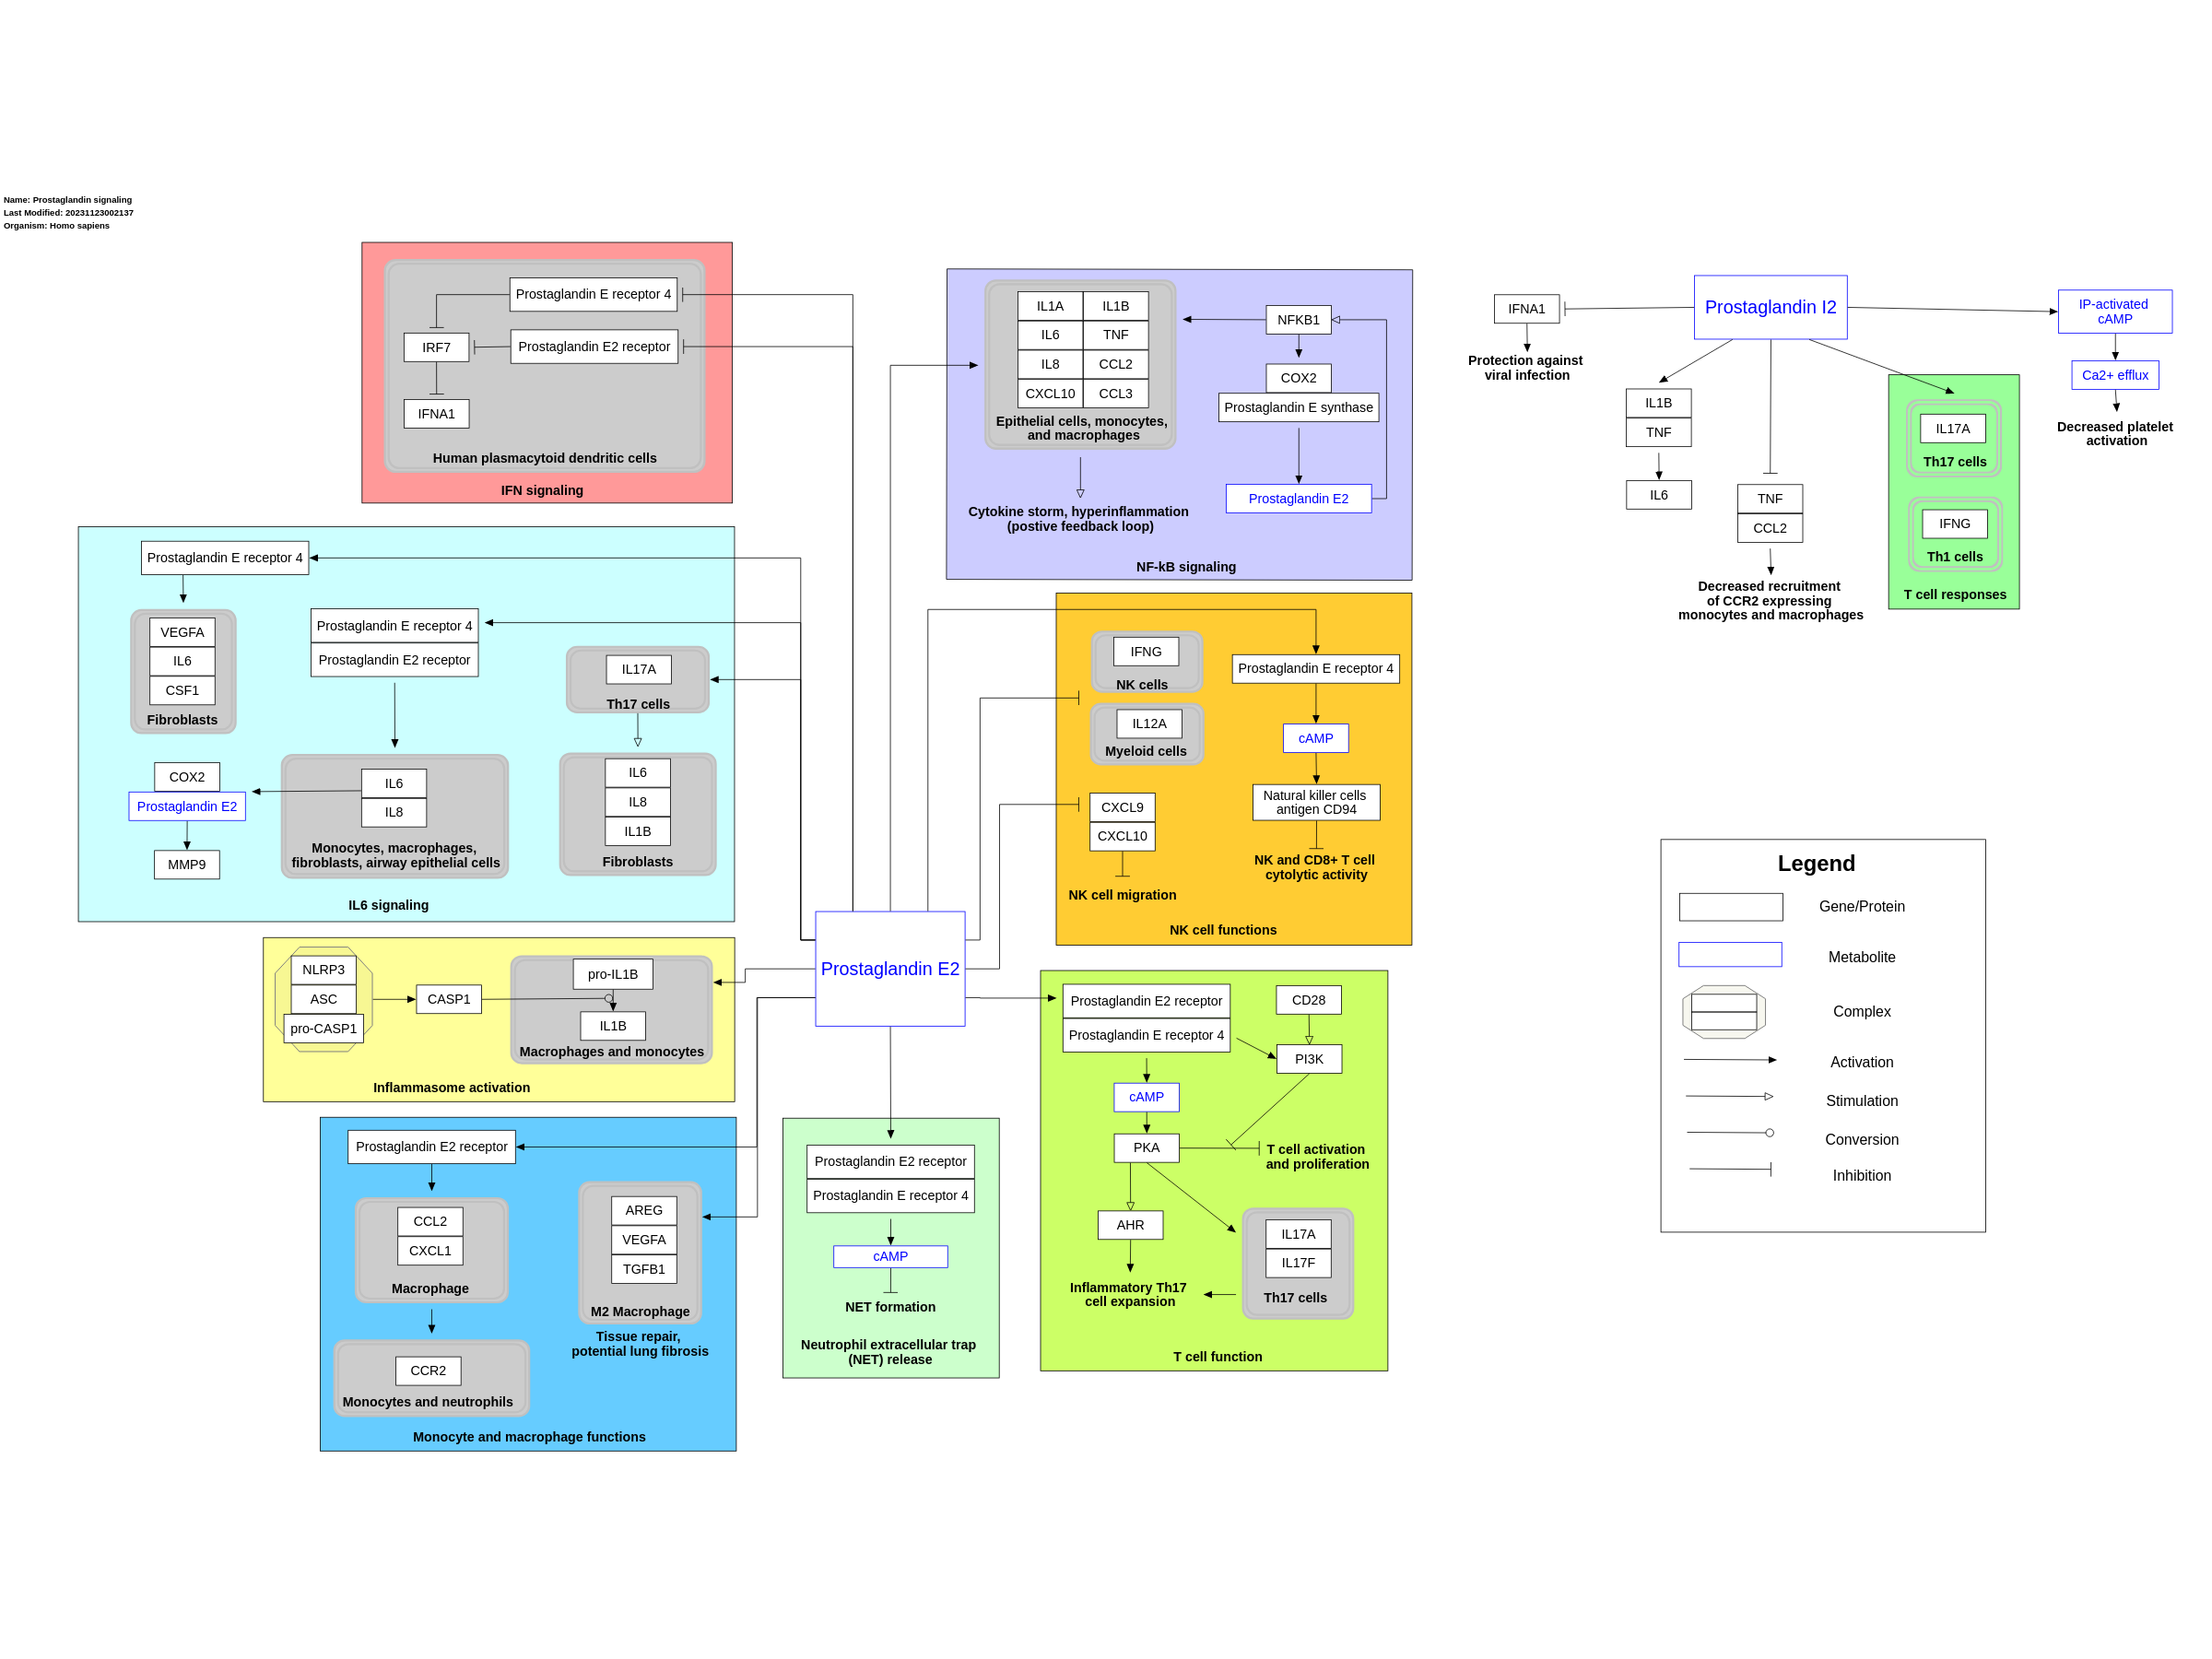 Name: Prostaglandin signaling
Last Modified: 20231123002137
Organism: Homo sapiens
Prostaglandin E receptor 4
IRF7
Prostaglandin E2 receptor
IFNA1
Human plasmacytoid dendritic cells
IFN signaling
IL1A
IL1B
IL6
TNF
IL8
CCL2
CXCL10
CCL3
Epithelial cells, monocytes,
and macrophages
NFKB1
COX2
Prostaglandin E synthase
Prostaglandin E2
Cytokine storm, hyperinflammation
(postive feedback loop)
NF-kB signaling
IFNA1
Protection against
viral infection
Prostaglandin I2
IP-activated
cAMP
Ca2+ efflux
Decreased platelet
activation
IL1B
TNF
IL6
TNF
CCL2
Decreased recruitment
of CCR2 expressing
monocytes and macrophages
IL17A
Th17 cells
IFNG
Th1 cells
T cell responses
Prostaglandin E receptor 4
VEGFA
IL6
CSF1
Fibroblasts
Prostaglandin E receptor 4
Prostaglandin E2 receptor
IL17A
Th17 cells
COX2
Prostaglandin E2
MMP9
IL6
IL8
Monocytes, macrophages,
fibroblasts, airway epithelial cells
IL6
IL8
IL1B
Fibroblasts
IL6 signaling
IFNG
NK cells
IL12A
Myeloid cells
CXCL9
CXCL10
NK cell migration
Prostaglandin E receptor 4
cAMP
Natural killer cells
antigen CD94
NK and CD8+ T cell
cytolytic activity
NK cell functions
Prostaglandin E2
NLRP3
ASC
pro-CASP1
CASP1
pro-IL1B
IL1B
Macrophages and monocytes
Inflammasome activation
Prostaglandin E2 receptor
CCL2
CXCL1
Macrophage
CCR2
Monocytes and neutrophils
AREG
VEGFA
TGFB1
M2 Macrophage
Tissue repair,
potential lung fibrosis
Monocyte and macrophage functions
Prostaglandin E2 receptor
Prostaglandin E receptor 4
cAMP
NET formation
Neutrophil extracellular trap
(NET) release
Prostaglandin E2 receptor
Prostaglandin E receptor 4
CD28
PI3K
cAMP
PKA
T cell activation
and proliferation
AHR
Inflammatory Th17
cell expansion
IL17A
IL17F
Th17 cells
T cell function
Legend
Gene/Protein
Metabolite
Complex
Activation
Stimulation
Conversion
Inhibition